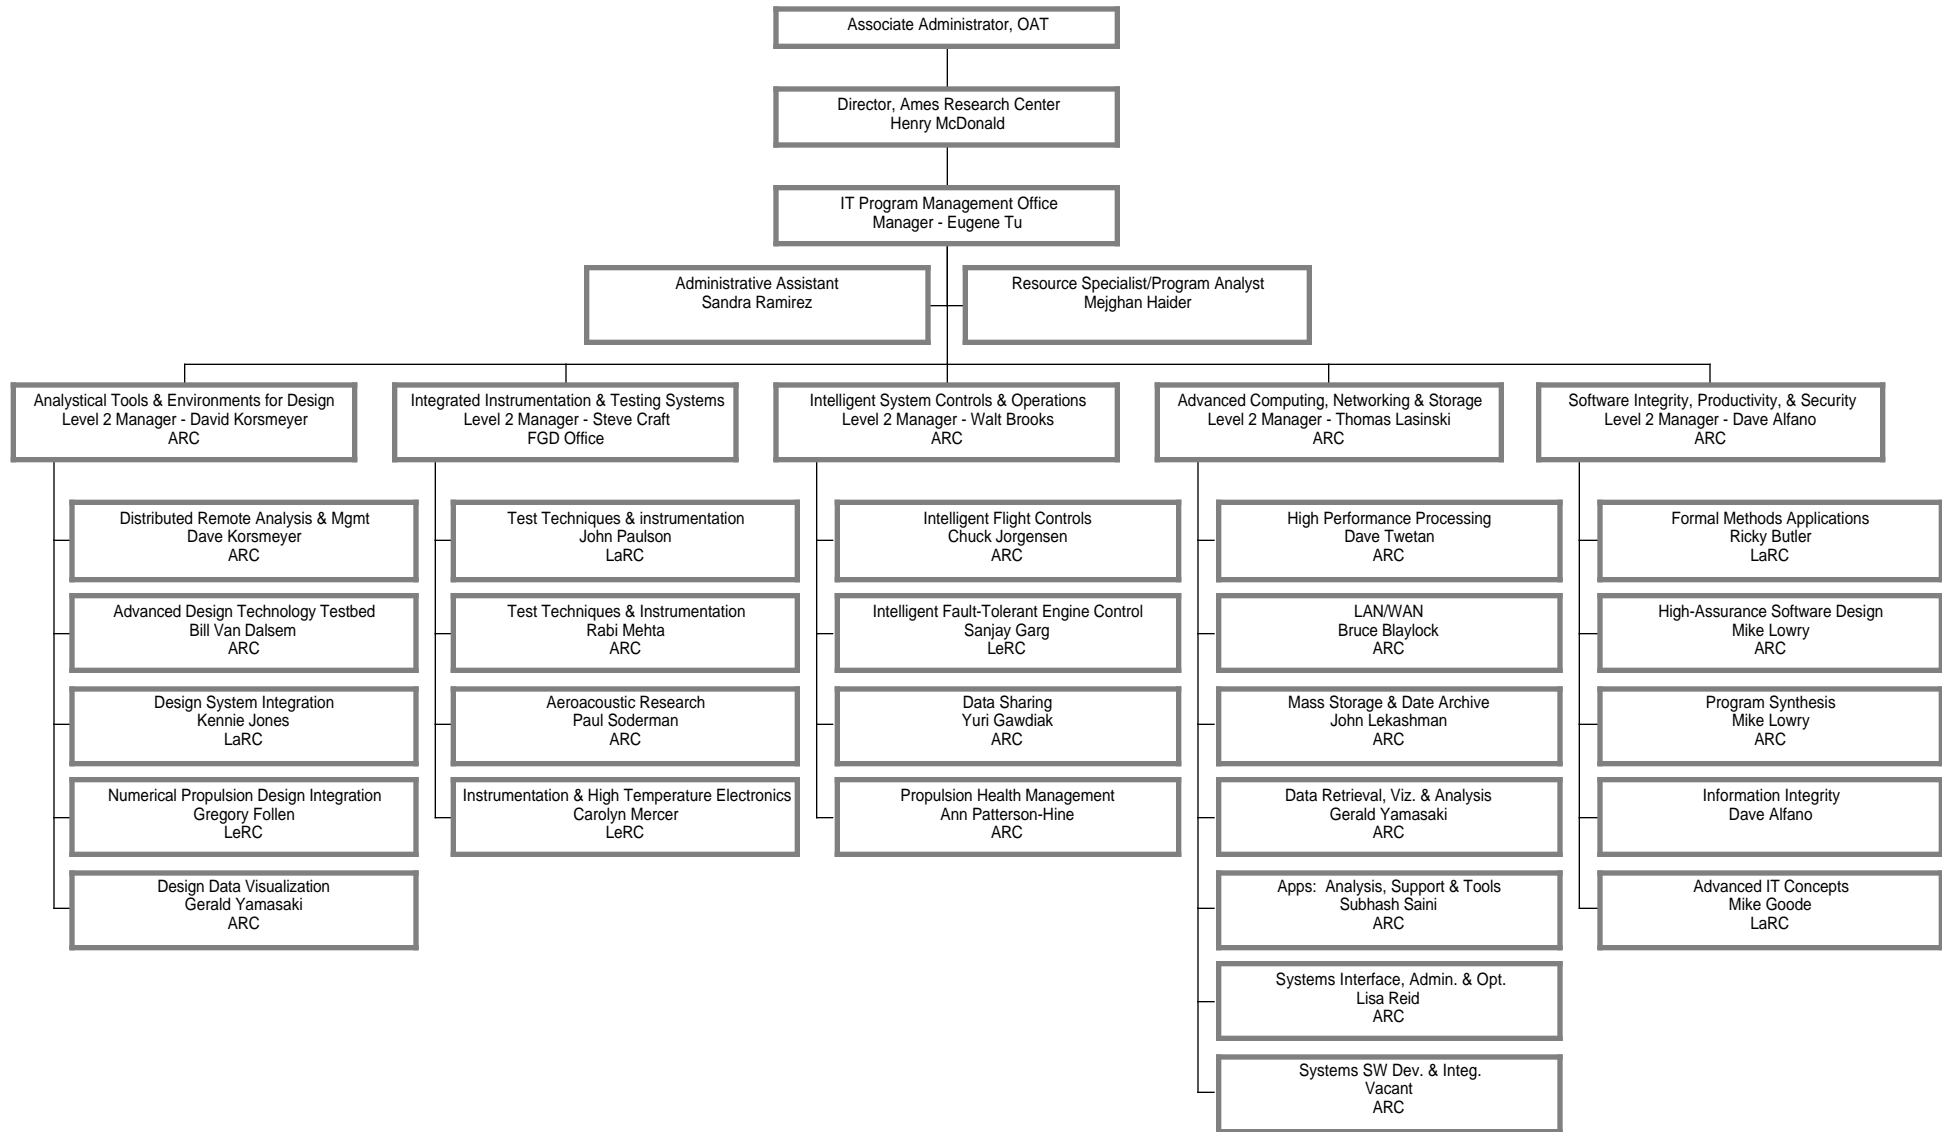 Associate Administrator, OAT
Director, Ames Research Center
Henry McDonald
IT Program Management Office
Manager - Eugene Tu
Administrative Assistant
Sandra Ramirez
Resource Specialist/Program Analyst
Mejghan Haider
Analytical Tools & Environments for Design
Level 2 Manager - David Korsmeyer
ARC
Distributed Remote Analysis & Mgmt
Dave Korsmeyer
ARC
Advanced Design Technology Testbed
Bill Van Dalsem
ARC
Design System Integration
Kennie Jones
LaRC
Numerical Propulsion Design Integration
Gregory Follen
LeRC
Design Data Visualization
Gerald Yamasaki
ARC
Integrated Instrumentation & Testing Systems
Level 2 Manager - Steve Craft
FGD Office
Test Techniques & instrumentation
John Paulson
LaRC
Test Techniques & Instrumentation
Rabi Mehta
ARC
Aeroacoustic Research
Paul Soderman
ARC
Instrumentation & High Temperature Electronics
Carolyn Mercer
LeRC
Intelligent System Controls & Operations
Level 2 Manager - Walt Brooks
ARC
Intelligent Flight Controls
Chuck Jorgensen
ARC
Intelligent Fault-Tolerant Engine Control
Sanjay Garg
LeRC
Data Sharing
Yuri Gawdiak
ARC
Propulsion Health Management
Ann Patterson-Hine
ARC
Advanced Computing, Networking & Storage
Level 2 Manager - Thomas Lasinski
ARC
High Performance Processing
Dave Twetan
ARC
LAN/WAN
Bruce Blaylock
ARC
Mass Storage & Date Archive
John Lekashman
ARC
Data Retrieval, Viz. & Analysis
Gerald Yamasaki
ARC
Apps:  Analysis, Support & Tools
Subhash Saini
ARC
Systems Interface, Admin. & Opt.
Lisa Reid
ARC
Systems SW Dev. & Integ.
Vacant
ARC
Software Integrity, Productivity, & Security
Level 2 Manager - Dave Alfano
ARC
Formal Methods Applications
Ricky Butler
LaRC
High-Assurance Software Design
Mike Lowry
ARC
Program Synthesis
Mike Lowry
ARC
Information Integrity
Dave Alfano
Advanced IT Concepts
Mike Goode
LaRC